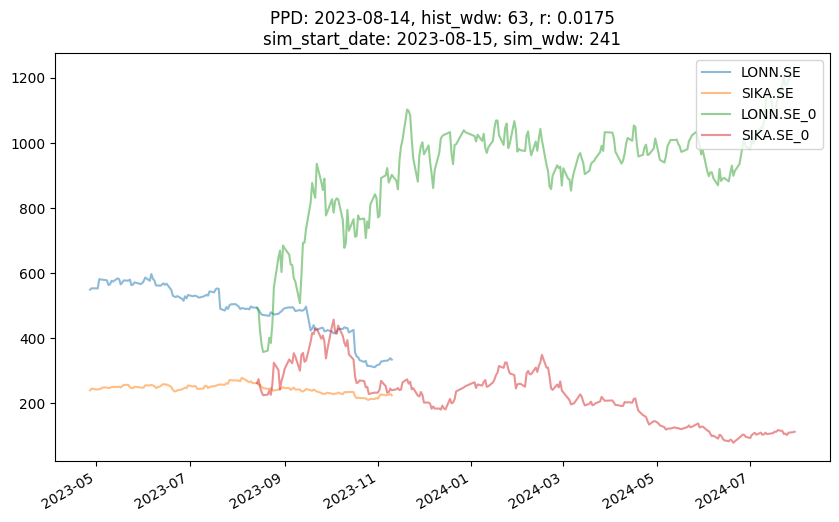 PPD: 2023-08-14, hist_wdw: 63, r: 0.0175
sim_start_date: 2023-08-15, sim_wdw: 241
LONN.SE
SIKA.SE
LONN.SE_0
SIKA.SE_0
1200
1000
800
600
400
200
2023-05
2023-07
2023-09
2023-11
2024-01
2024-03
2024-05
2024-07